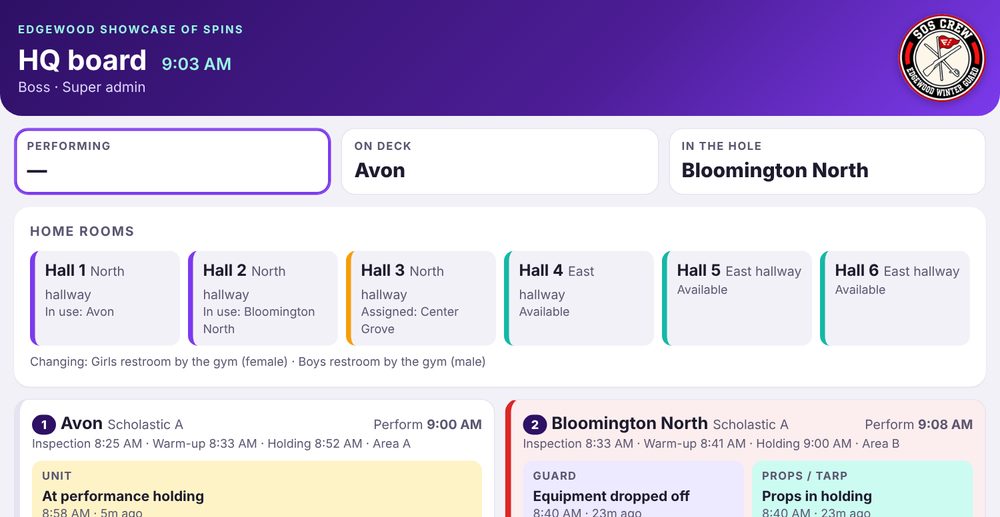 EDGEWOOD SHOWCASE OF SPINS
HQ board 9:03 AM
Boss · Super admin
SOS CREW
EDGEWOOD WINTER GUARD
PERFORMING
—
ON DECK
Avon
IN THE HOLE
Bloomington North
HOME ROOMS
Hall 1 North
hallway
In use: Avon
Hall 2 North
hallway
In use: Bloomington
North
Hall 3 North
hallway
Assigned: Center
Grove
Hall 4 East
hallway
Available
Hall 5 East hallway
Available
Hall 6 East hallway
Available
Changing: Girls restroom by the gym (female) · Boys restroom by the gym (male)
1 Avon Scholastic A Perform 9:00 AM
Inspection 8:25 AM · Warm-up 8:33 AM · Holding 8:52 AM · Area A
UNIT
At performance holding
8:58 AM · 5m ago
2 Bloomington North Scholastic A Perform 9:08 AM
Inspection 8:33 AM · Warm-up 8:41 AM · Holding 9:00 AM · Area B
GUARD
Equipment dropped off
8:40 AM · 23m ago
PROPS / TARP
Props in holding
8:40 AM · 23m ago